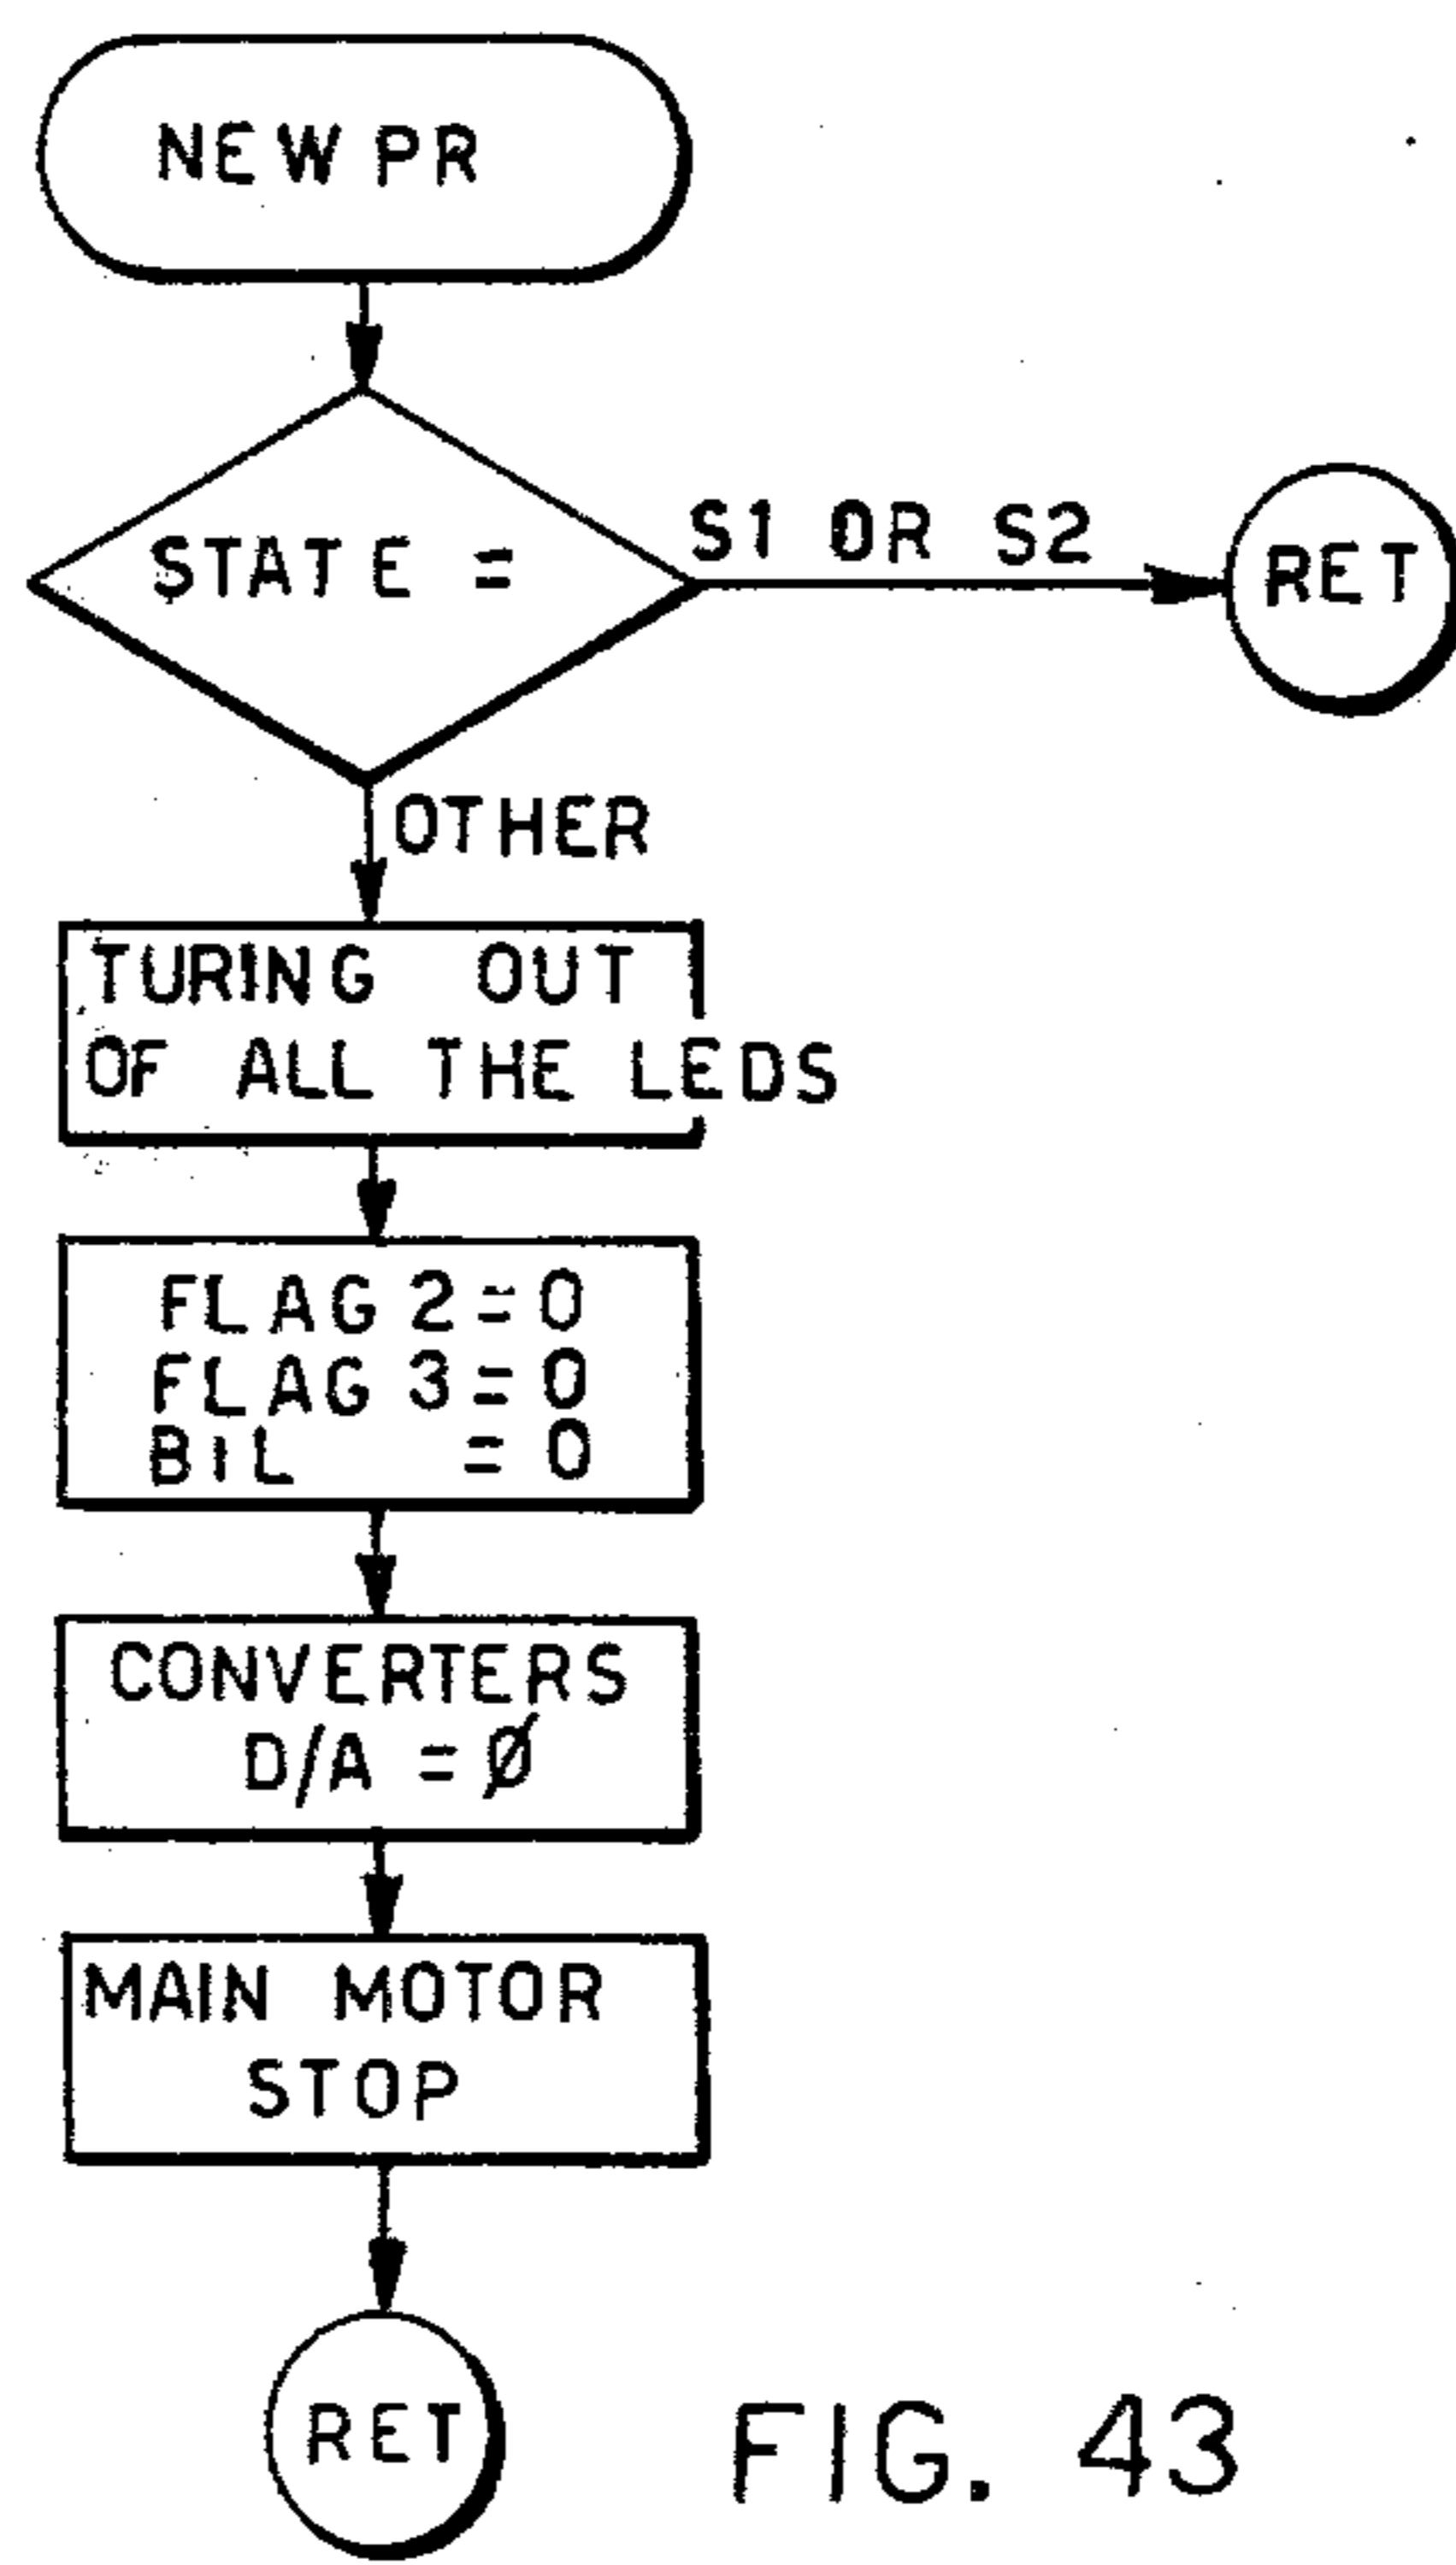 NEW PR
STATE =
S1 OR S2
RET
OTHER
TURING OUT
OF ALL THE LEDS
FLAG 2 = 0
FLAG 3 = 0
BIL = 0
CONVERTERS
D/A = Ø
MAIN MOTOR
STOP
RET
FIG. 43